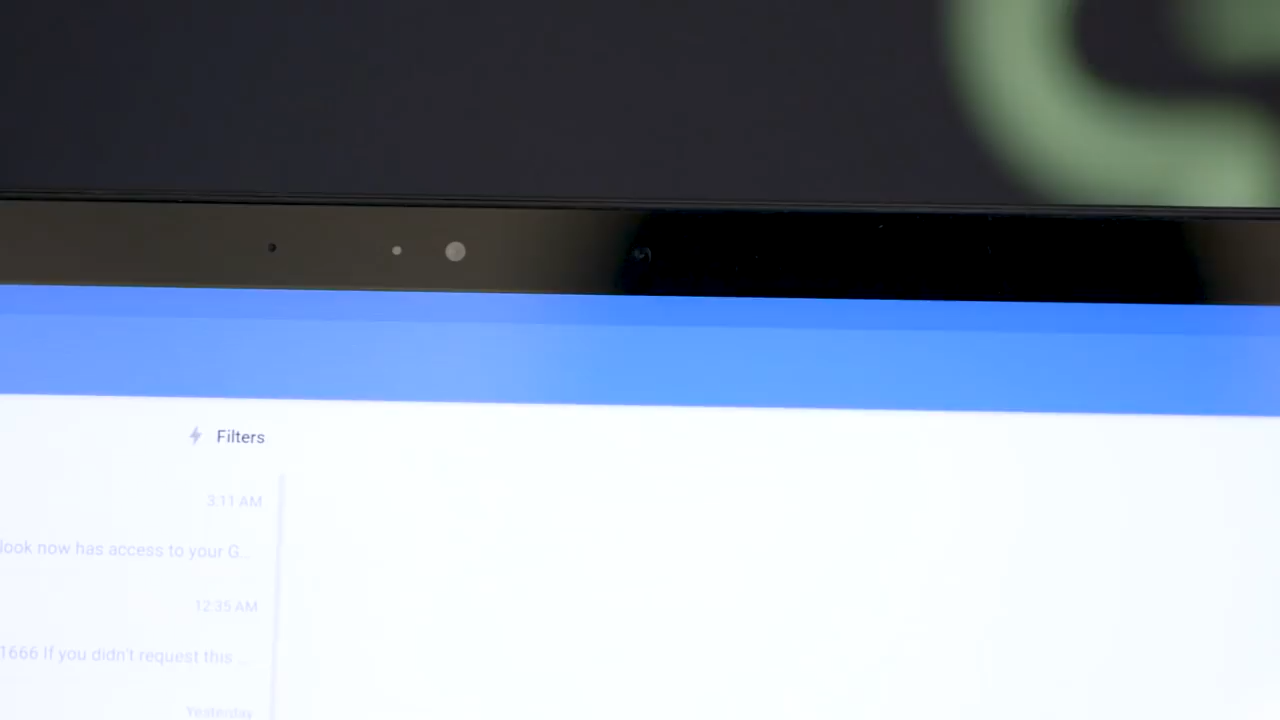 Filters
3:11 AM
look now has access to your G...
12:35 AM
1666 If you didn't request this ...
Yesterday